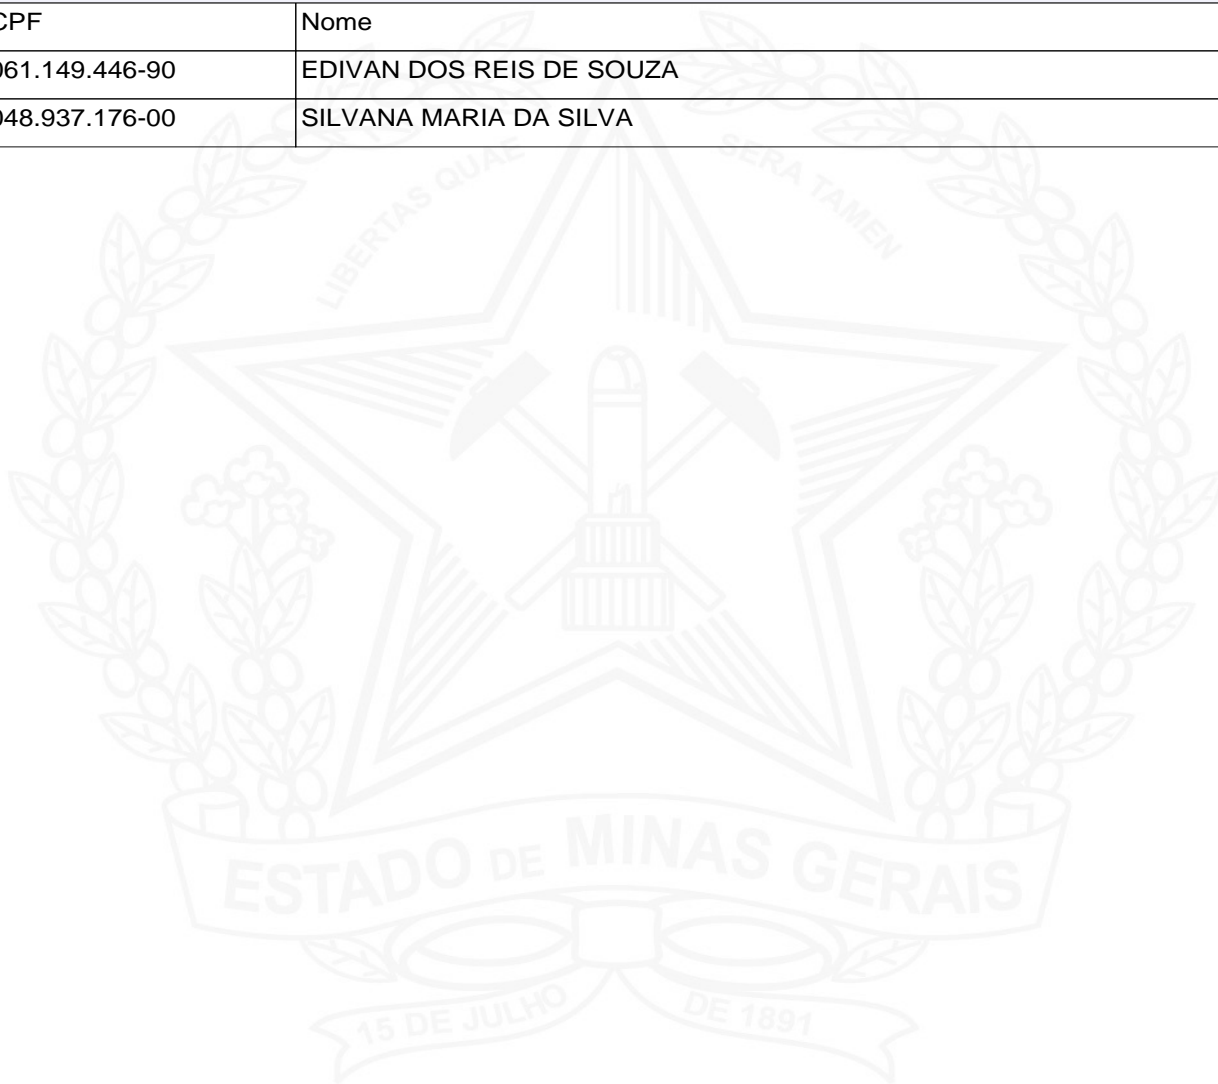 CPF Nome
061.149.446-90 EDIVAN DOS REIS DE SOUZA
048.937.176-00 SILVANA MARIA DA SILVA
LIBERTAS QUAE SERA TAMEN
ESTADO DE MINAS GERAIS
15 DE JULHO DE 1891